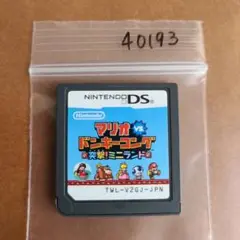 40193
NINTENDO DS
Nintendo
マリオ vs.
ドンキーコング
突撃!ミニランド
TWL-VZGJ-JPN